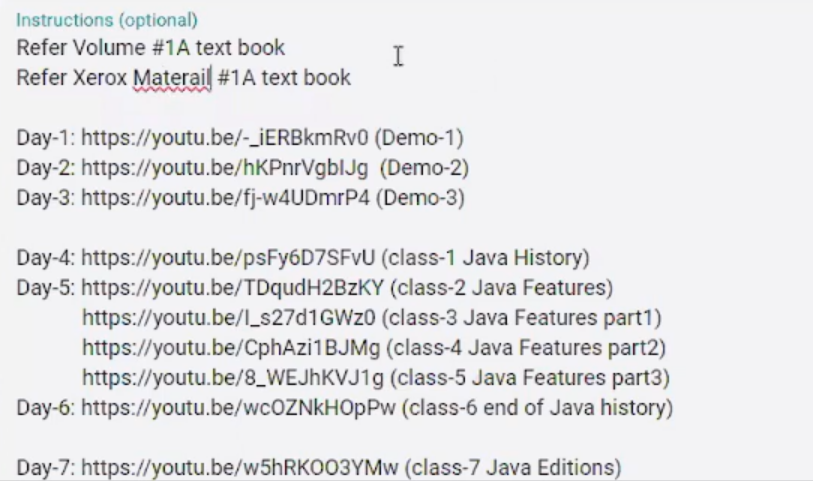 Instructions (optional)
Refer Volume #1A text book
Refer Xerox Materail #1A text book
Day-1: https://youtu.be/-_iERBkmRv0 (Demo-1)
Day-2: https://youtu.be/hKPnrVgbIJg (Demo-2)
Day-3: https://youtu.be/fj-w4UDmrP4 (Demo-3)
Day-4: https://youtu.be/psFy6D7SFvU (class-1 Java History)
Day-5: https://youtu.be/TDqudH2BzKY (class-2 Java Features)
https://youtu.be/I_s27d1GWz0 (class-3 Java Features part1)
https://youtu.be/CphAzi1BJMg (class-4 Java Features part2)
https://youtu.be/8_WEJhKVJ1g (class-5 Java Features part3)
Day-6: https://youtu.be/wcOZNkHOpPw (class-6 end of Java history)
Day-7: https://youtu.be/w5hRKOO3YMw (class-7 Java Editions)